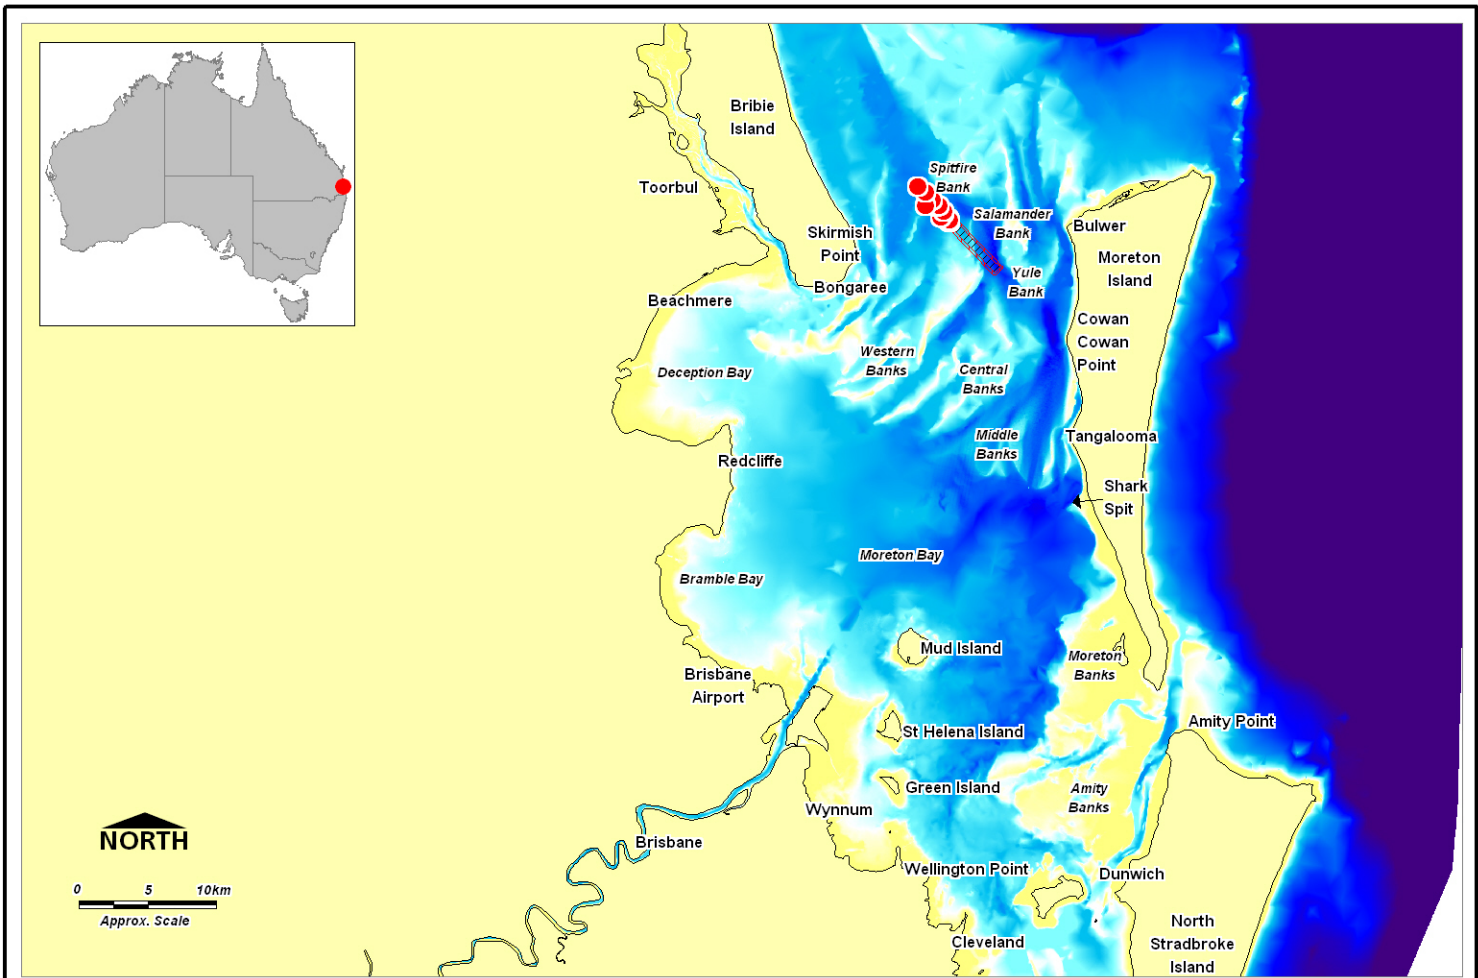 Bribie
Island
Spitfire
Bank
Toorbul
Salamander
Bank
Bulwer
Skirmish
Point
Moreton
Island
Yule
Bank
Bongaree
Beachmere
Cowan
Cowan
Point
Western
Banks
Deception Bay
Central
Banks
Middle
Banks
Tangalooma
Redcliffe
Shark
Spit
Moreton Bay
Bramble Bay
Mud Island
Moreton
Banks
Brisbane
Airport
Amity Point
St Helena Island
Green Island
Amity
Banks
Wynnum
NORTH
Brisbane
Wellington Point
Dunwich
0 5 10km
Approx. Scale
North
Stradbroke
Island
Cleveland